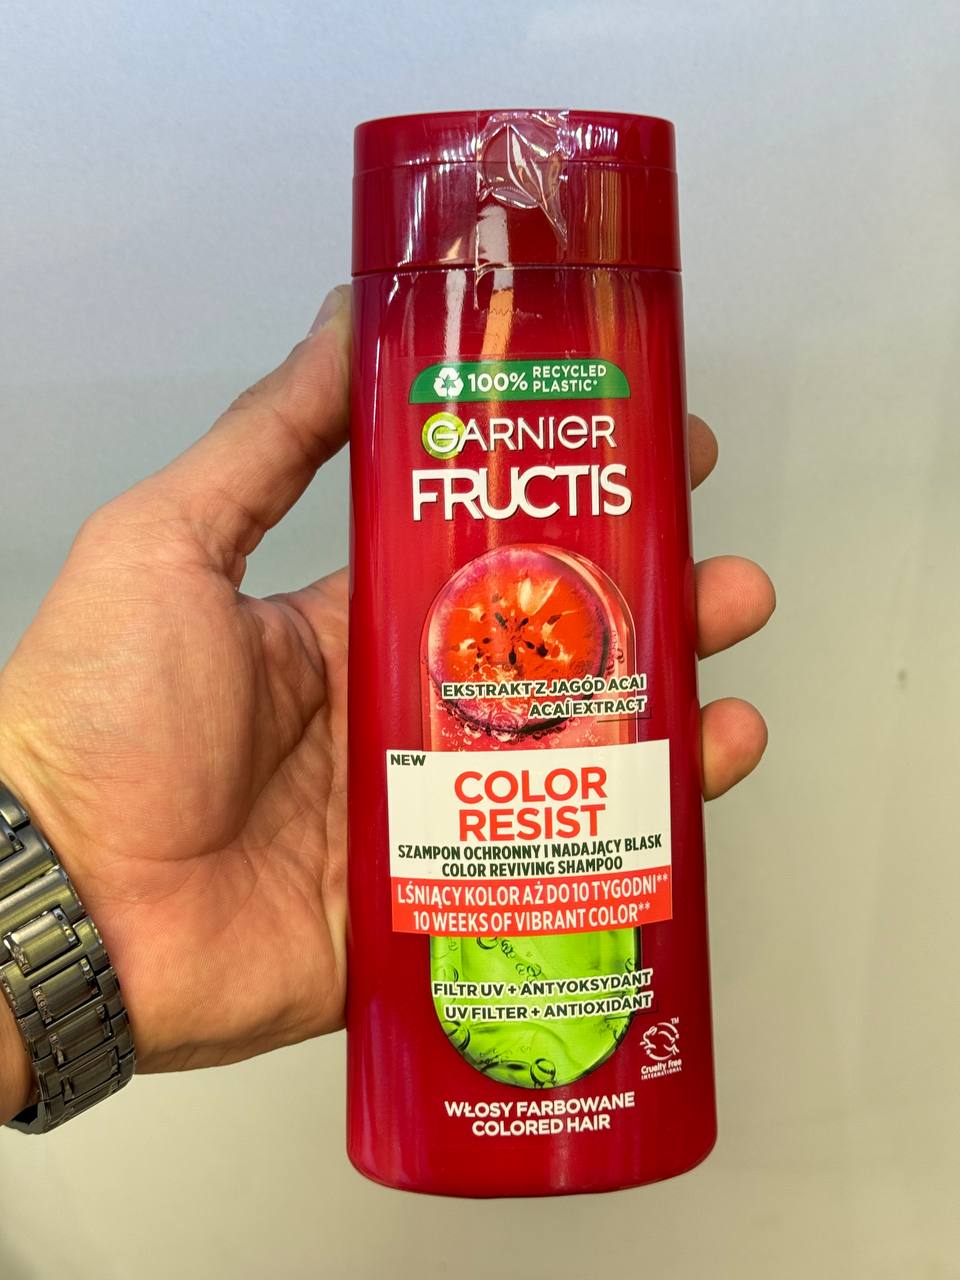 100% RECYCLED
PLASTIC*
GARNIER
FRUCTIS
EKSTRAKT Z JAGÓD ACAI
ACAÍ EXTRACT
NEW
COLOR
RESIST
SZAMPON OCHRONNY I NADAJĄCY BLASK
COLOR REVIVING SHAMPOO
LŚNIĄCY KOLOR AŻ DO 10 TYGODNI**
10 WEEKS OF VIBRANT COLOR**
FILTR UV + ANTYOKSYDANT
UV FILTER + ANTIOXIDANT
TM
Cruelty Free
INTERNATIONAL
WŁOSY FARBOWANE
COLORED HAIR